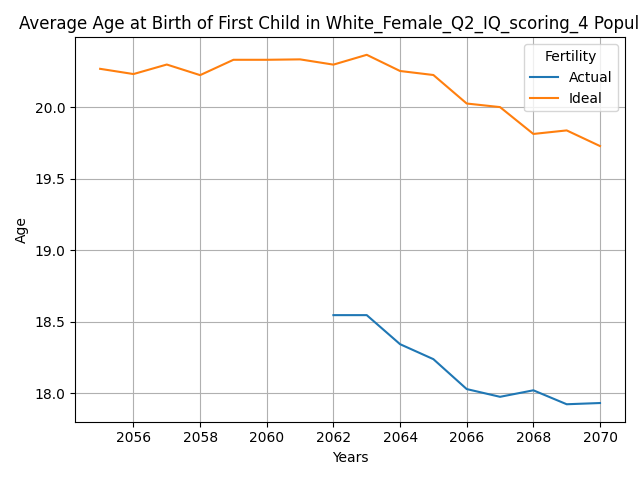 Average Age at Birth of First Child in White_Female_Q2_IQ_scoring_4 Popul
Fertility
Actual
Ideal
20.0
19.5
19.0
18.5
18.0
Age
2056 2058 2060 2062 2064 2066 2068 2070
Years